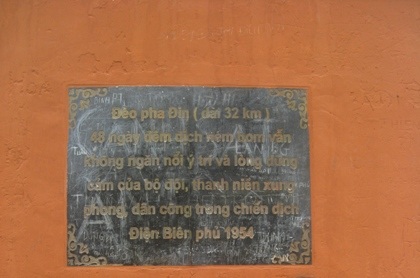 Đèo pha Đin ( dài 32 km )
48 ngày đêm địch ném bom vẫn
không ngăn nổi ý trí và lòng dũng
cảm của bộ đội, thanh niên xung
phong, dân công trong chiến dịch
Điện Biên phủ 1954